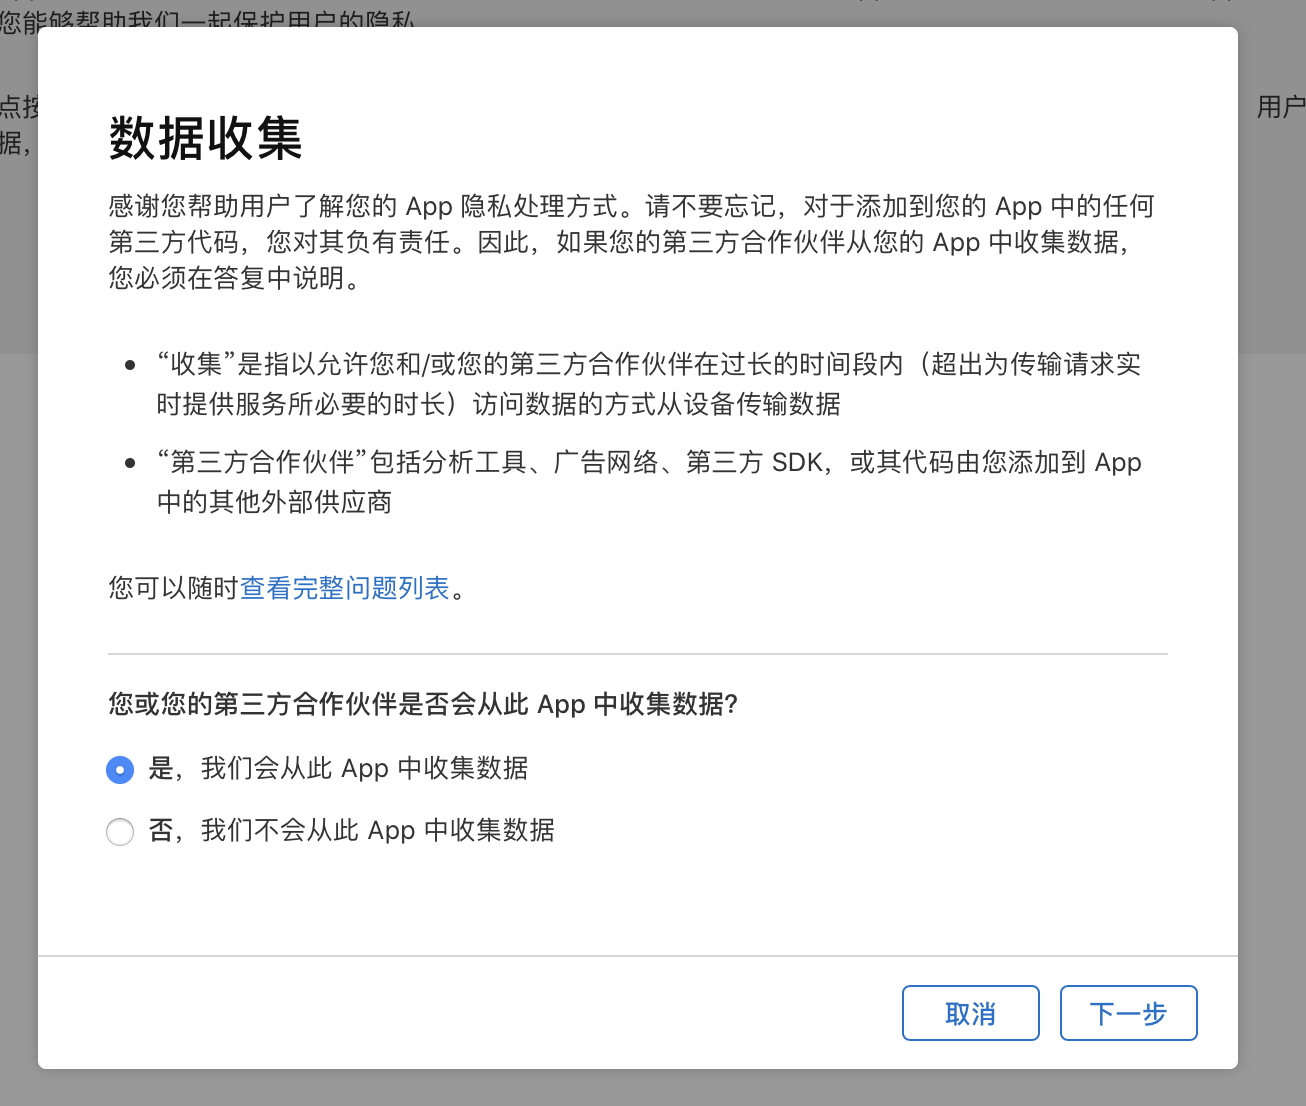 您能够帮助我们一起保护用户的隐私
点按
用户
据，
数据收集
感谢您帮助用户了解您的 App 隐私处理方式。请不要忘记，对于添加到您的 App 中的任何
第三方代码，您对其负有责任。因此，如果您的第三方合作伙伴从您的 App 中收集数据，
您必须在答复中说明。
“收集”是指以允许您和/或您的第三方合作伙伴在过长的时间段内（超出为传输请求实
时提供服务所必要的时长）访问数据的方式从设备传输数据
“第三方合作伙伴”包括分析工具、广告网络、第三方 SDK，或其代码由您添加到 App
中的其他外部供应商
您可以随时查看完整问题列表。
您或您的第三方合作伙伴是否会从此 App 中收集数据?
是，我们会从此 App 中收集数据
否，我们不会从此 App 中收集数据
取消
下一步